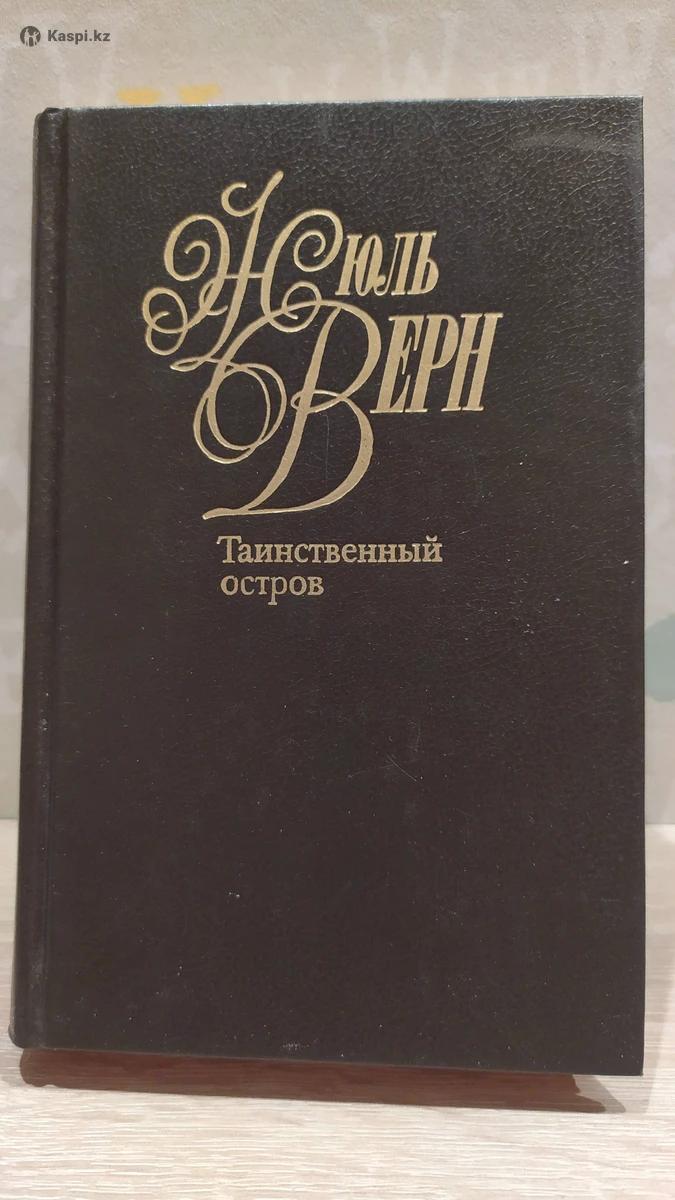 Kaspi.kz
Жюль
Верн
Таинственный
остров